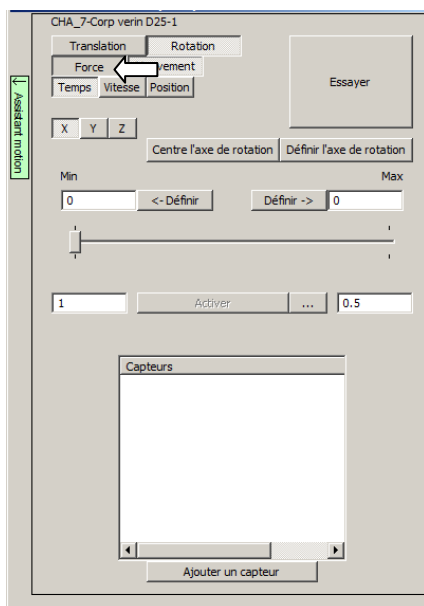 CHA_7-Corp verin D25-1
Translation Rotation
Force vement
Essayer
Temps Vitesse Position
↓ Assistant motion
X Y Z
Centre l'axe de rotation Définir l'axe de rotation
Min Max
0 <- Définir Définir -> 0
1 Activer ... 0.5
Capteurs
Ajouter un capteur